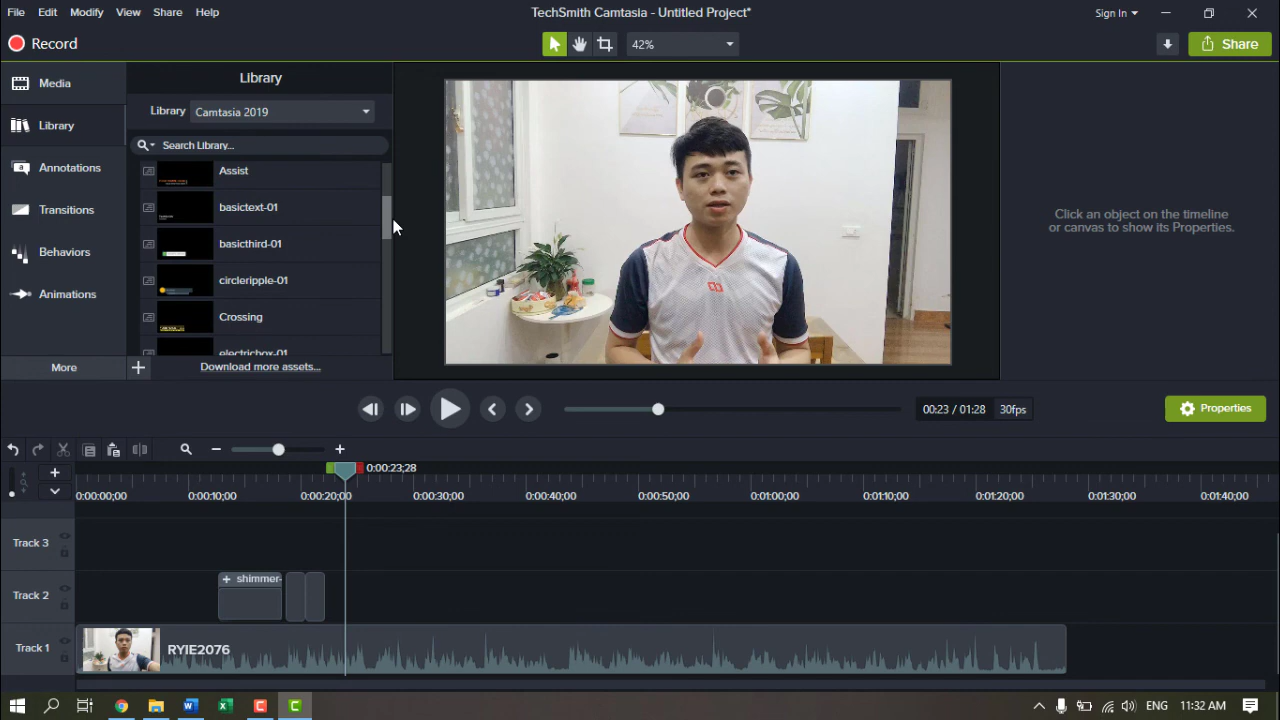 File Edit Modify View Share Help
TechSmith Camtasia - Untitled Project*
Sign In
Record
42%
Share
Media
Library
Annotations
Transitions
Behaviors
Animations
More
Library
Library Camtasia 2019
Search Library...
Assist
basictext-01
basicthird-01
circleripple-01
Crossing
electricbox-01
Download more assets...
Click an object on the timeline
or canvas to show its Properties.
00:23 / 01:28 30fps
Properties
0:00:23;28
0:00:00;00 0:00:10;00 0:00:20;00 0:00:30;00 0:00:40;00 0:00:50;00 0:01:00;00 0:01:10;00 0:01:20;00 0:01:30;00 0:01:40;00
Track 3
Track 2
shimmer-
Track 1
RYIE2076
ENG 11:32 AM